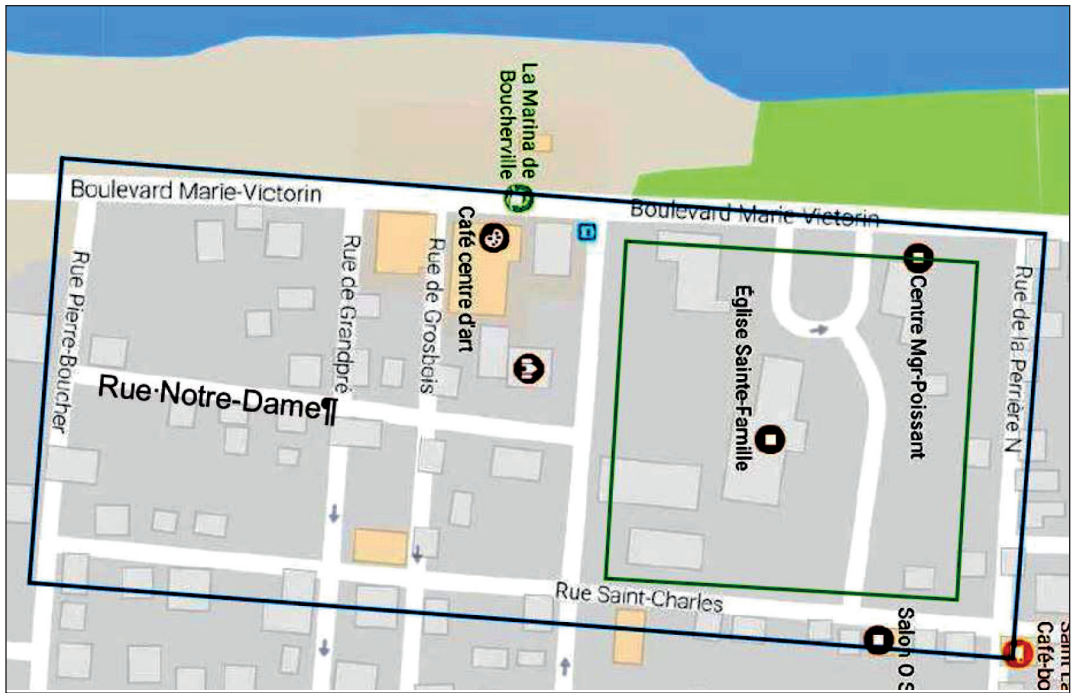 La Marina de
Boucherville
Boulevard Marie-Victorin
Boulevard Marie-Victorin
Café centre d'art
Rue Pierre-Boucher
Rue de Grandpré
Rue de Grosbois
Église Sainte-Famille
Centre Mgr-Poissant
Rue de la Perrière N
Rue·Notre-Dame¶
Rue Saint-Charles
Salon O S
Café-bo